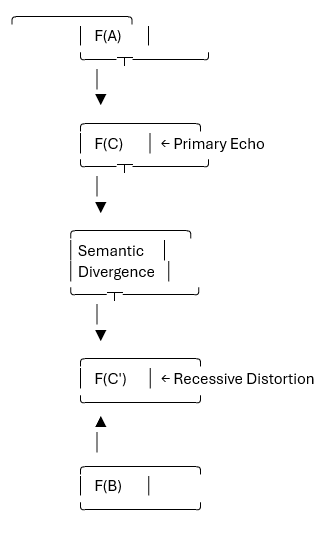 F(A)
F(C) ← Primary Echo
Semantic
Divergence
F(C') ← Recessive Distortion
F(B)